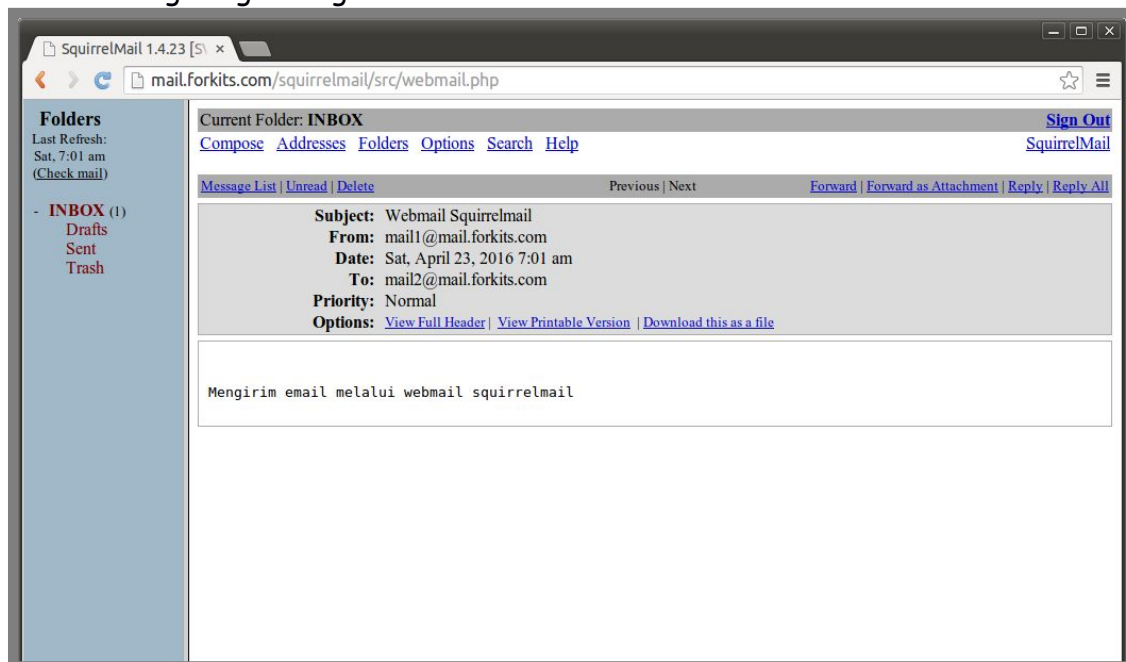 SquirrelMail 1.4.23 [S
mail.forkits.com/squirrelmail/src/webmail.php
Folders
Last Refresh:
Sat, 7:01 am
(Check mail)
- INBOX (1)
Drafts
Sent
Trash
Current Folder: INBOX Sign Out
Compose Addresses Folders Options Search Help SquirrelMail
Message List | Unread | Delete Previous | Next Forward | Forward as Attachment | Reply | Reply All
Subject: Webmail Squirrelmail
From: mail1@mail.forkits.com
Date: Sat, April 23, 2016 7:01 am
To: mail2@mail.forkits.com
Priority: Normal
Options: View Full Header | View Printable Version | Download this as a file
Mengirim email melalui webmail squirrelmail